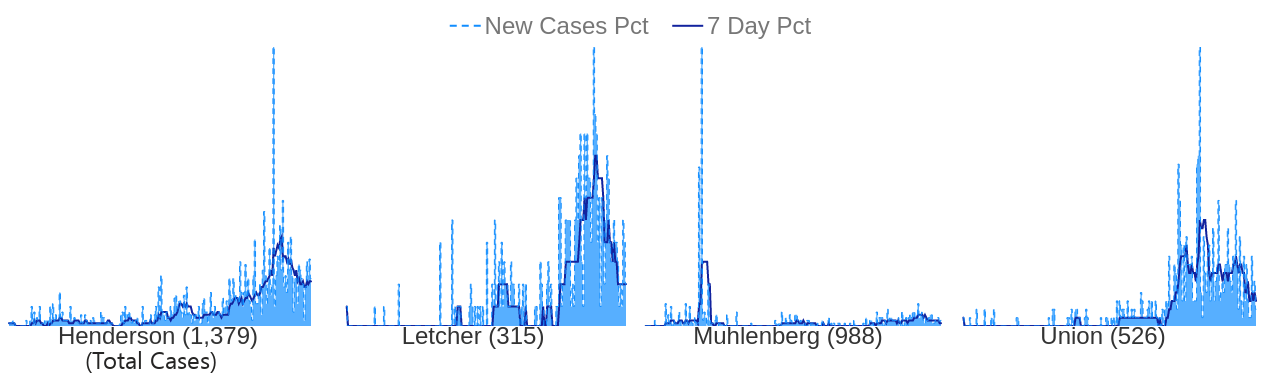 New Cases Pct 7 Day Pct
Henderson (1,379) Letcher (315) Muhlenberg (988) Union (526)
(Total Cases)